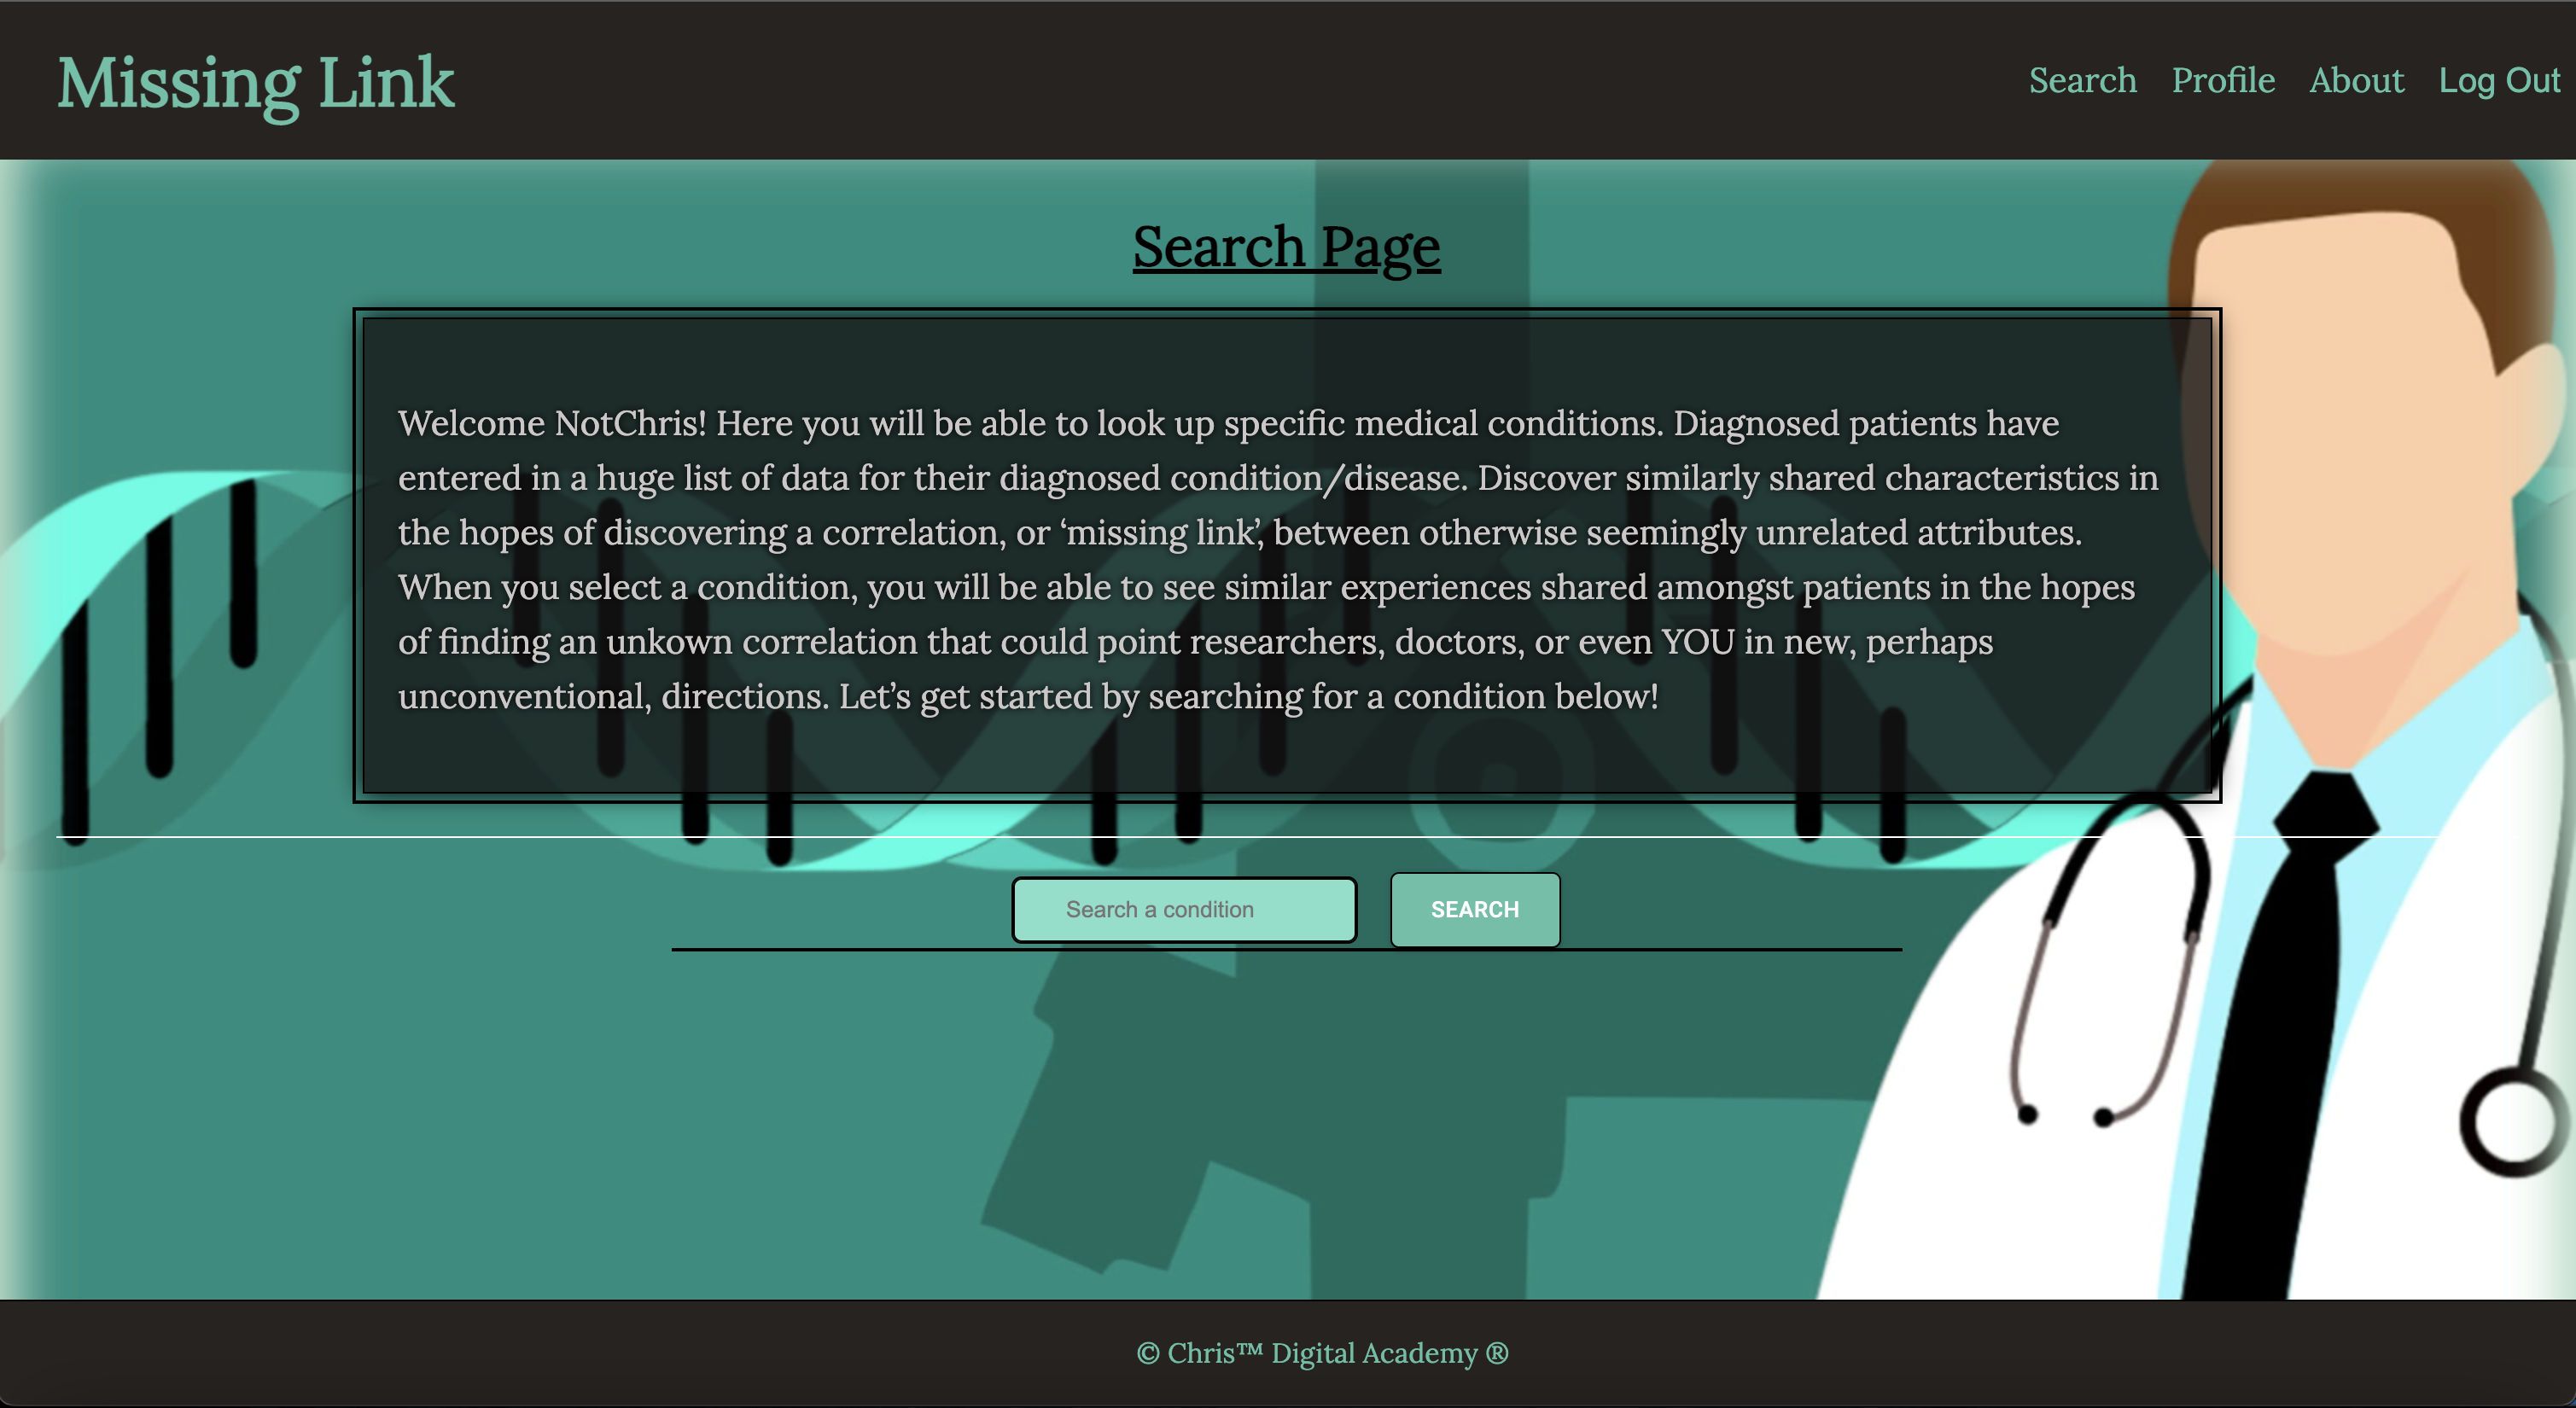 Missing Link
Search Profile About Log Out
Search Page
Welcome NotChris! Here you will be able to look up specific medical conditions. Diagnosed patients have
entered in a huge list of data for their diagnosed condition/disease. Discover similarly shared characteristics in
the hopes of discovering a correlation, or ‘missing link’, between otherwise seemingly unrelated attributes.
When you select a condition, you will be able to see similar experiences shared amongst patients in the hopes
of finding an unkown correlation that could point researchers, doctors, or even YOU in new, perhaps
unconventional, directions. Let’s get started by searching for a condition below!
Search a condition SEARCH
© Chris™ Digital Academy ®